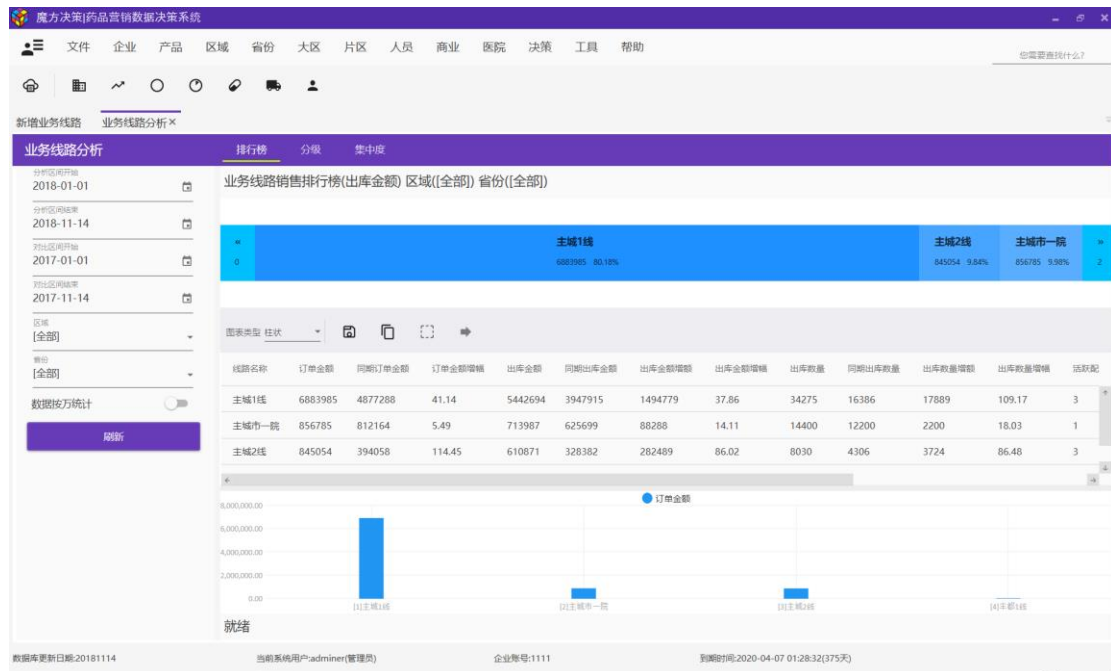 魔方决策|药品营销数据决策系统
文件 企业 产品 区域 省份 大区 片区 人员 商业 医院 决策 工具 帮助
您需要查找什么?
新增业务线路 业务线路分析×
业务线路分析
排行榜 分级 集中度
分析区间开始
2018-01-01
分析区间结束
2018-11-14
对比区间开始
2017-01-01
对比区间结束
2017-11-14
区域
[全部]
省份
[全部]
数据按万统计
刷新
业务线路销售排行榜(出库金额) 区域([全部]) 省份([全部])
« 主城1线 主城2线 主城市一院 »
0 6883985 80.18% 845054 9.84% 856785 9.98% 2
图表类型 柱状
线路名称 订单金额 同期订单金额 订单金额增幅 出库金额 同期出库金额 出库金额增额 出库金额增幅 出库数量 同期出库数量 出库数量增额 出库数量增幅 活跃配
主城1线 6883985 4877288 41.14 5442694 3947915 1494779 37.86 34275 16386 17889 109.17 3
主城市一院 856785 812164 5.49 713987 625699 88288 14.11 14400 12200 2200 18.03 1
主城2线 845054 394058 114.45 610871 328382 282489 86.02 8030 4306 3724 86.48 3
订单金额
8,000,000.00
6,000,000.00
4,000,000.00
2,000,000.00
0.00
[1]主城1线 [2]主城市一院 [3]主城2线 [4]丰都1线
就绪
数据库更新日期:20181114 当前系统用户:adminer(管理员) 企业账号:1111 到期时间:2020-04-07 01:28:32(375天)